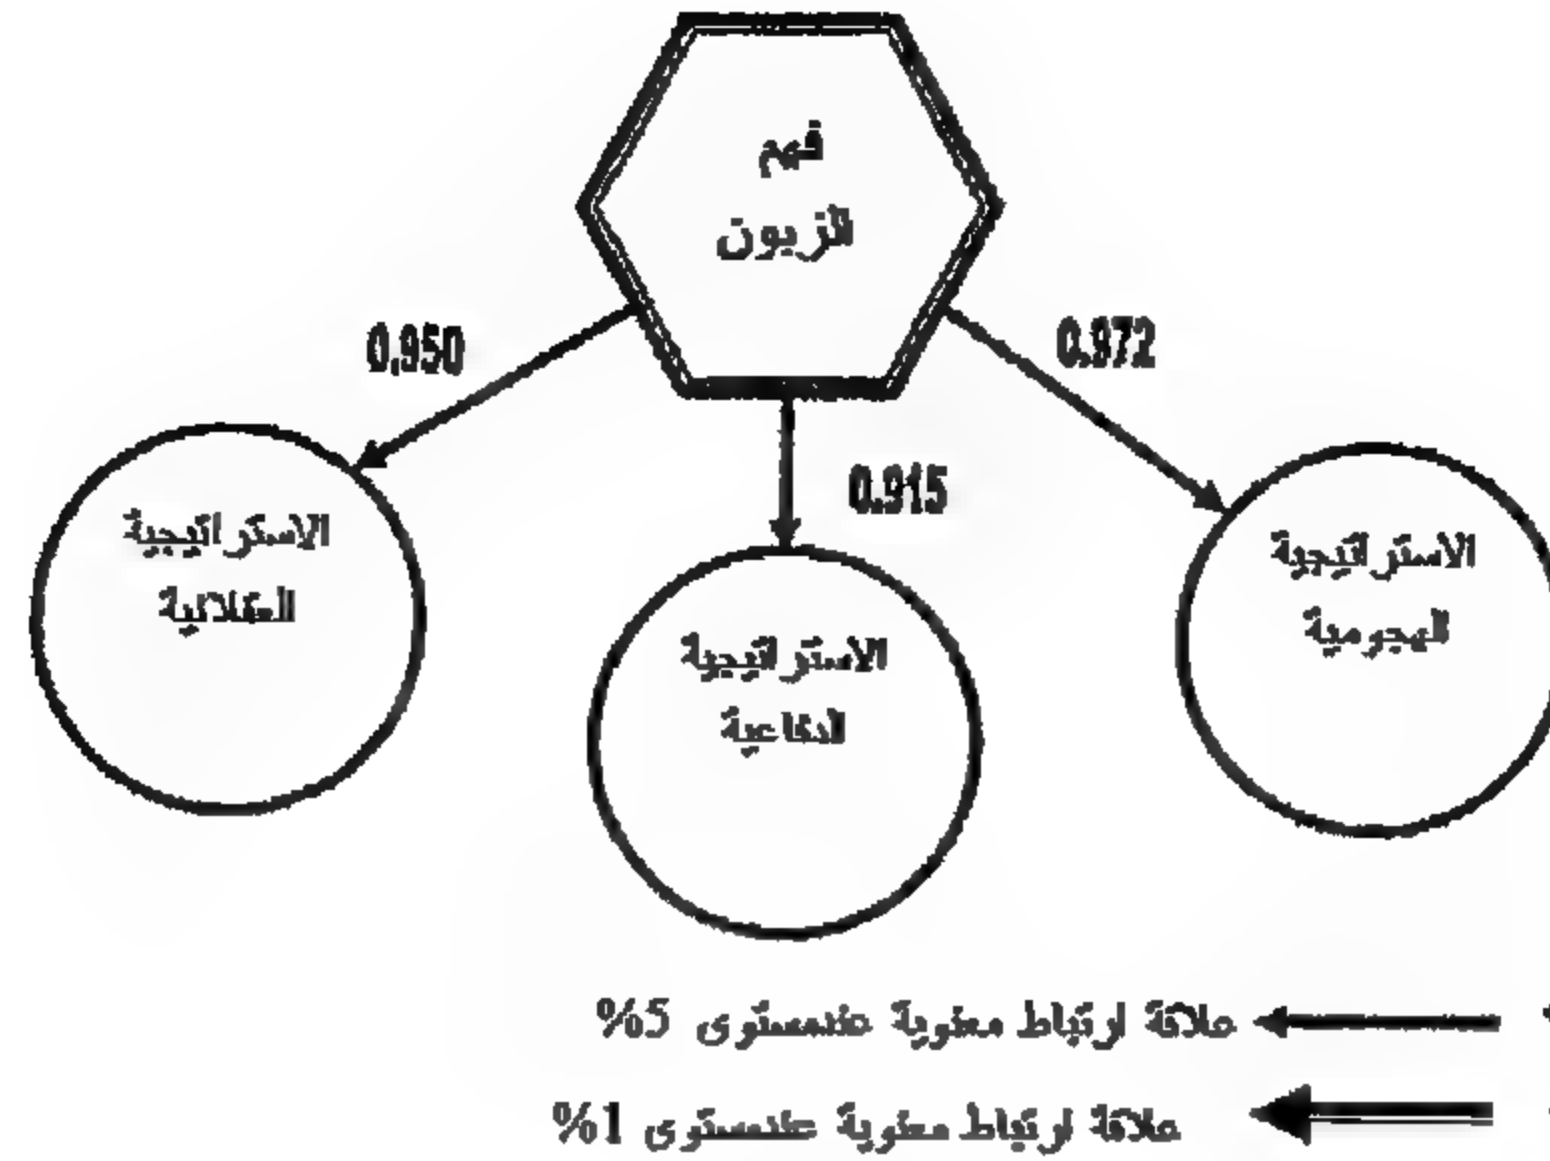 فهم
الزبون
0.950
0.972
0.915
الاستراتيجية
العقلانية
الاستراتيجية
الدفاعية
الاستراتيجية
الهجومية
علاقة ارتباط معنوية عندمستوى 5%
علاقة ارتباط معنوية عندمستوى 1%